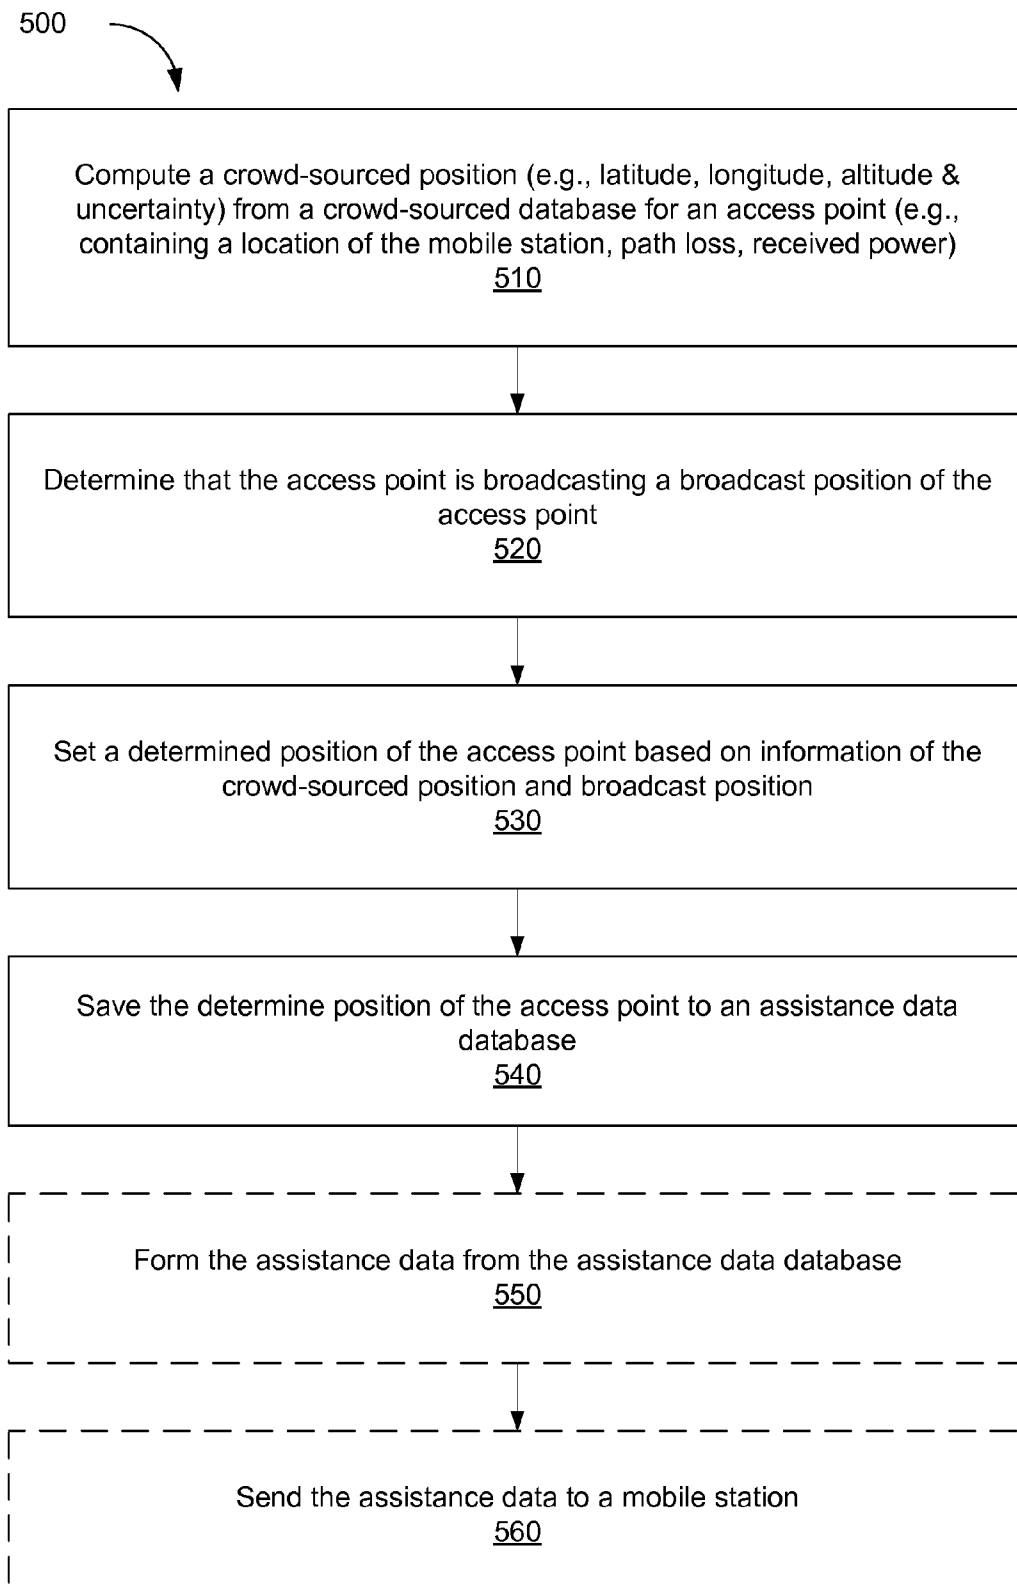 500
Compute a crowd-sourced position (e.g., latitude, longitude, altitude &
uncertainty) from a crowd-sourced database for an access point (e.g.,
containing a location of the mobile station, path loss, received power)
510
Determine that the access point is broadcasting a broadcast position of the
access point
520
Set a determined position of the access point based on information of the
crowd-sourced position and broadcast position
530
Save the determine position of the access point to an assistance data
database
540
Form the assistance data from the assistance data database
550
Send the assistance data to a mobile station
560